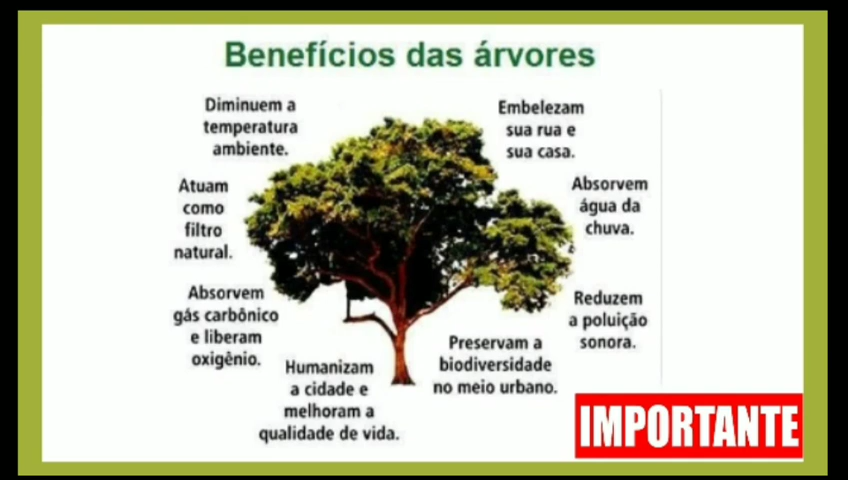 Benefícios das árvores
Diminuem a
temperatura
ambiente.
Embelezam
sua rua e
sua casa.
Atuam
como
filtro
natural.
Absorvem
água da
chuva.
Absorvem
gás carbônico
e liberam
oxigênio.
Reduzem
a poluição
sonora.
Humanizam
a cidade e
melhoram a
qualidade de vida.
Preservam a
biodiversidade
no meio urbano.
IMPORTANTE